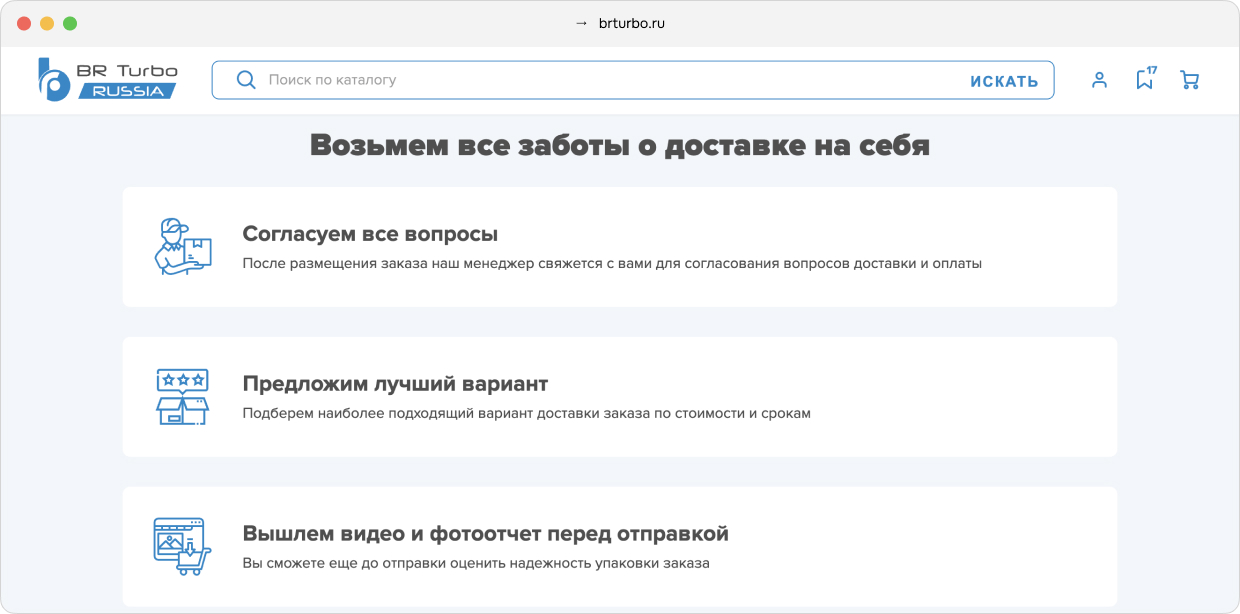 → brturbo.ru
BR Turbo
RUSSIA
Поиск по каталогу
ИСКАТЬ
17
Возьмем все заботы о доставке на себя
Согласуем все вопросы
После размещения заказа наш менеджер свяжется с вами для согласования вопросов доставки и оплаты
Предложим лучший вариант
Подберем наиболее подходящий вариант доставки заказа по стоимости и срокам
Вышлем видео и фотоотчет перед отправкой
Вы сможете еще до отправки оценить надежность упаковки заказа